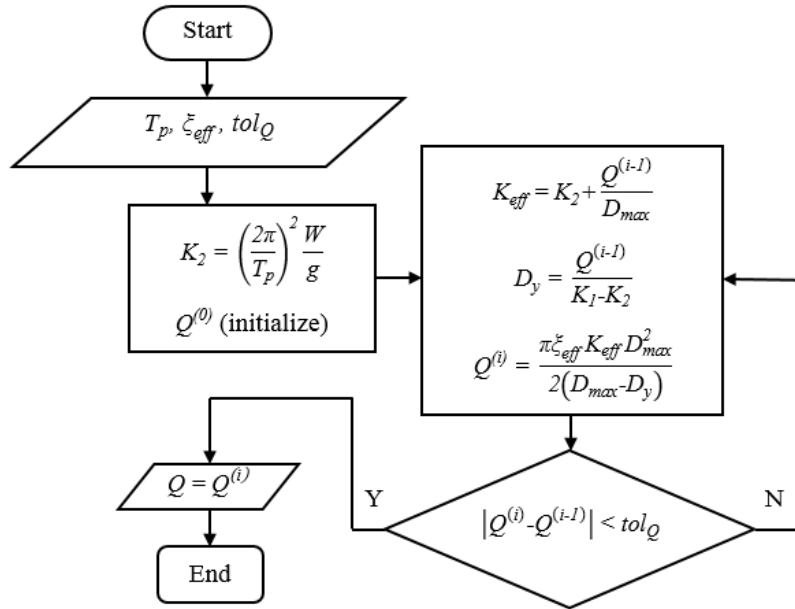 Start
T_p, ξ_eff, tol_Q
K_2 = (2π/T_p)^2 W/g
Q^(0) (initialize)
K_eff = K_2 + Q^(i-1)/D_max
D_y = Q^(i-1)/(K_1-K_2)
Q^(i) = πξ_eff K_eff D_max^2/(2(D_max-D_y))
|Q^(i)-Q^(i-1)| < tol_Q
Y
N
Q = Q^(i)
End